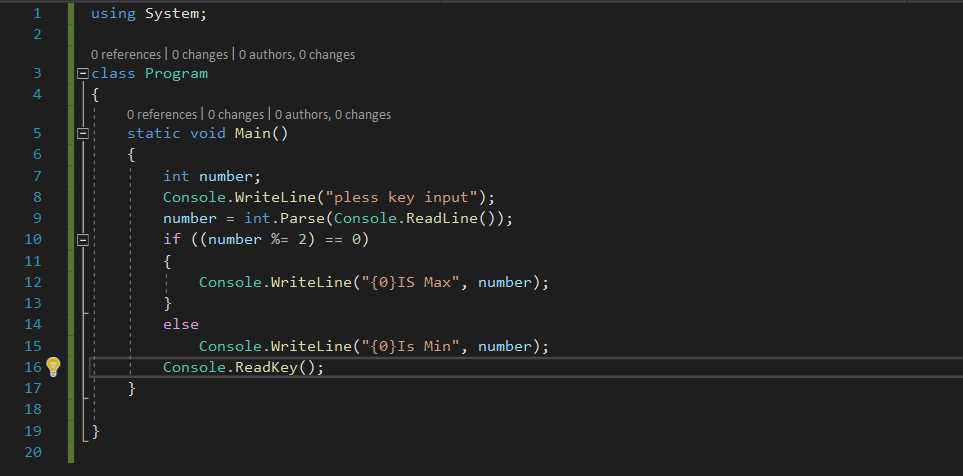 1 using System;
2
0 references | 0 changes | 0 authors, 0 changes
3 class Program
4 {
0 references | 0 changes | 0 authors, 0 changes
5 static void Main()
6 {
7 int number;
8 Console.WriteLine("pless key input");
9 number = int.Parse(Console.ReadLine());
10 if ((number %= 2) == 0)
11 {
12 Console.WriteLine("{0}IS Max", number);
13 }
14 else
15 Console.WriteLine("{0}Is Min", number);
16 Console.ReadKey();
17 }
18
19 }
20